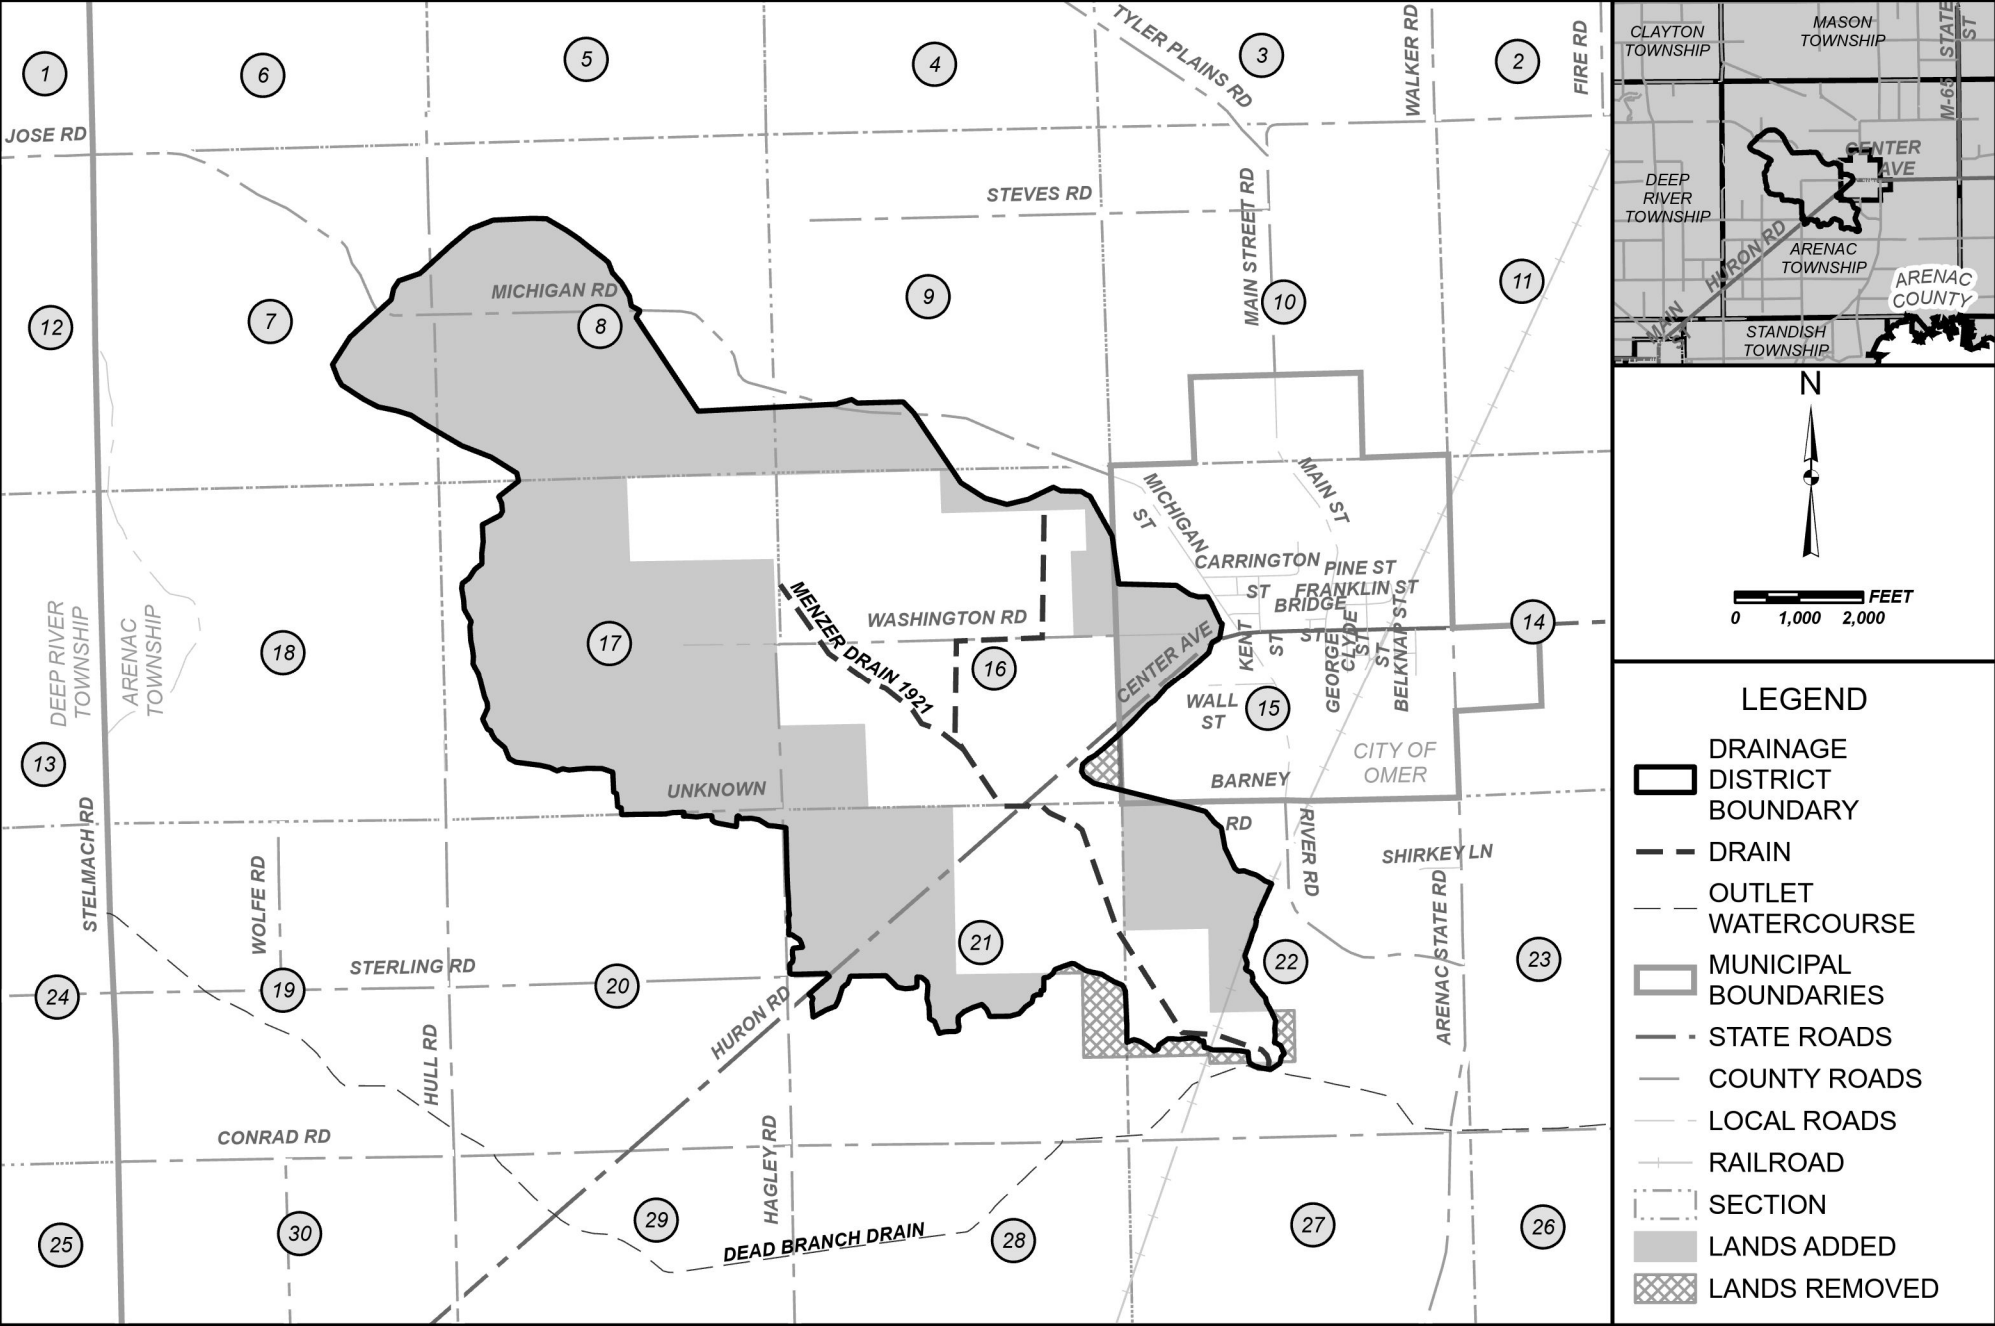 1
6
5
4
3
2
TYLER PLAINS RD
WALKER RD
FIRE RD
JOSE RD
STEVES RD
MAIN STREET RD
MICHIGAN RD
12
7
8
9
10
11
MICHIGAN
ST
MAIN ST
CARRINGTON
ST
PINE ST
FRANKLIN ST
BRIDGE
ST
WASHINGTON RD
MENZER DRAIN 1921
CENTER AVE
KENT
ST
GEORGE
ST
CLYDE
ST
BELKNAP ST
DEEP RIVER
TOWNSHIP
ARENAC
TOWNSHIP
18
17
16
14
WALL
ST
15
CITY OF
OMER
13
UNKNOWN
BARNEY
RD
STELMACH RD
WOLFE RD
RIVER RD
SHIRKEY LN
ARENAC STATE RD
21
22
23
STERLING RD
24
19
20
HURON RD
HULL RD
CONRAD RD
HAGLEY RD
25
30
29
DEAD BRANCH DRAIN
28
27
26
CLAYTON
TOWNSHIP
MASON
TOWNSHIP
M-65 STATE
ST
CENTER
AVE
DEEP
RIVER
TOWNSHIP
HURON RD
ARENAC
TOWNSHIP
ARENAC
COUNTY
MAIN
STANDISH
TOWNSHIP
N
FEET
0 1,000 2,000
LEGEND
DRAINAGE
DISTRICT
BOUNDARY
DRAIN
OUTLET
WATERCOURSE
MUNICIPAL
BOUNDARIES
STATE ROADS
COUNTY ROADS
LOCAL ROADS
RAILROAD
SECTION
LANDS ADDED
LANDS REMOVED